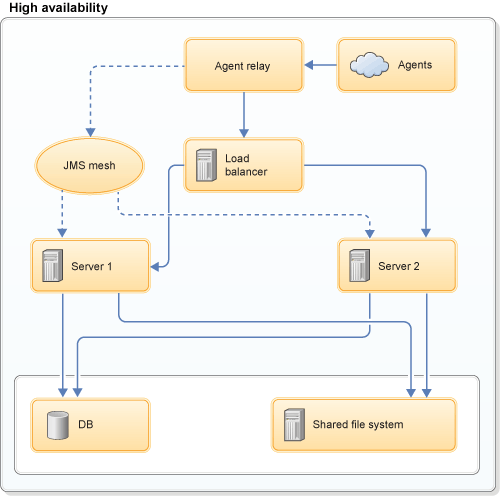 High availability
Agent relay
Agents
JMS mesh
Load
balancer
Server 1
Server 2
DB
Shared file system